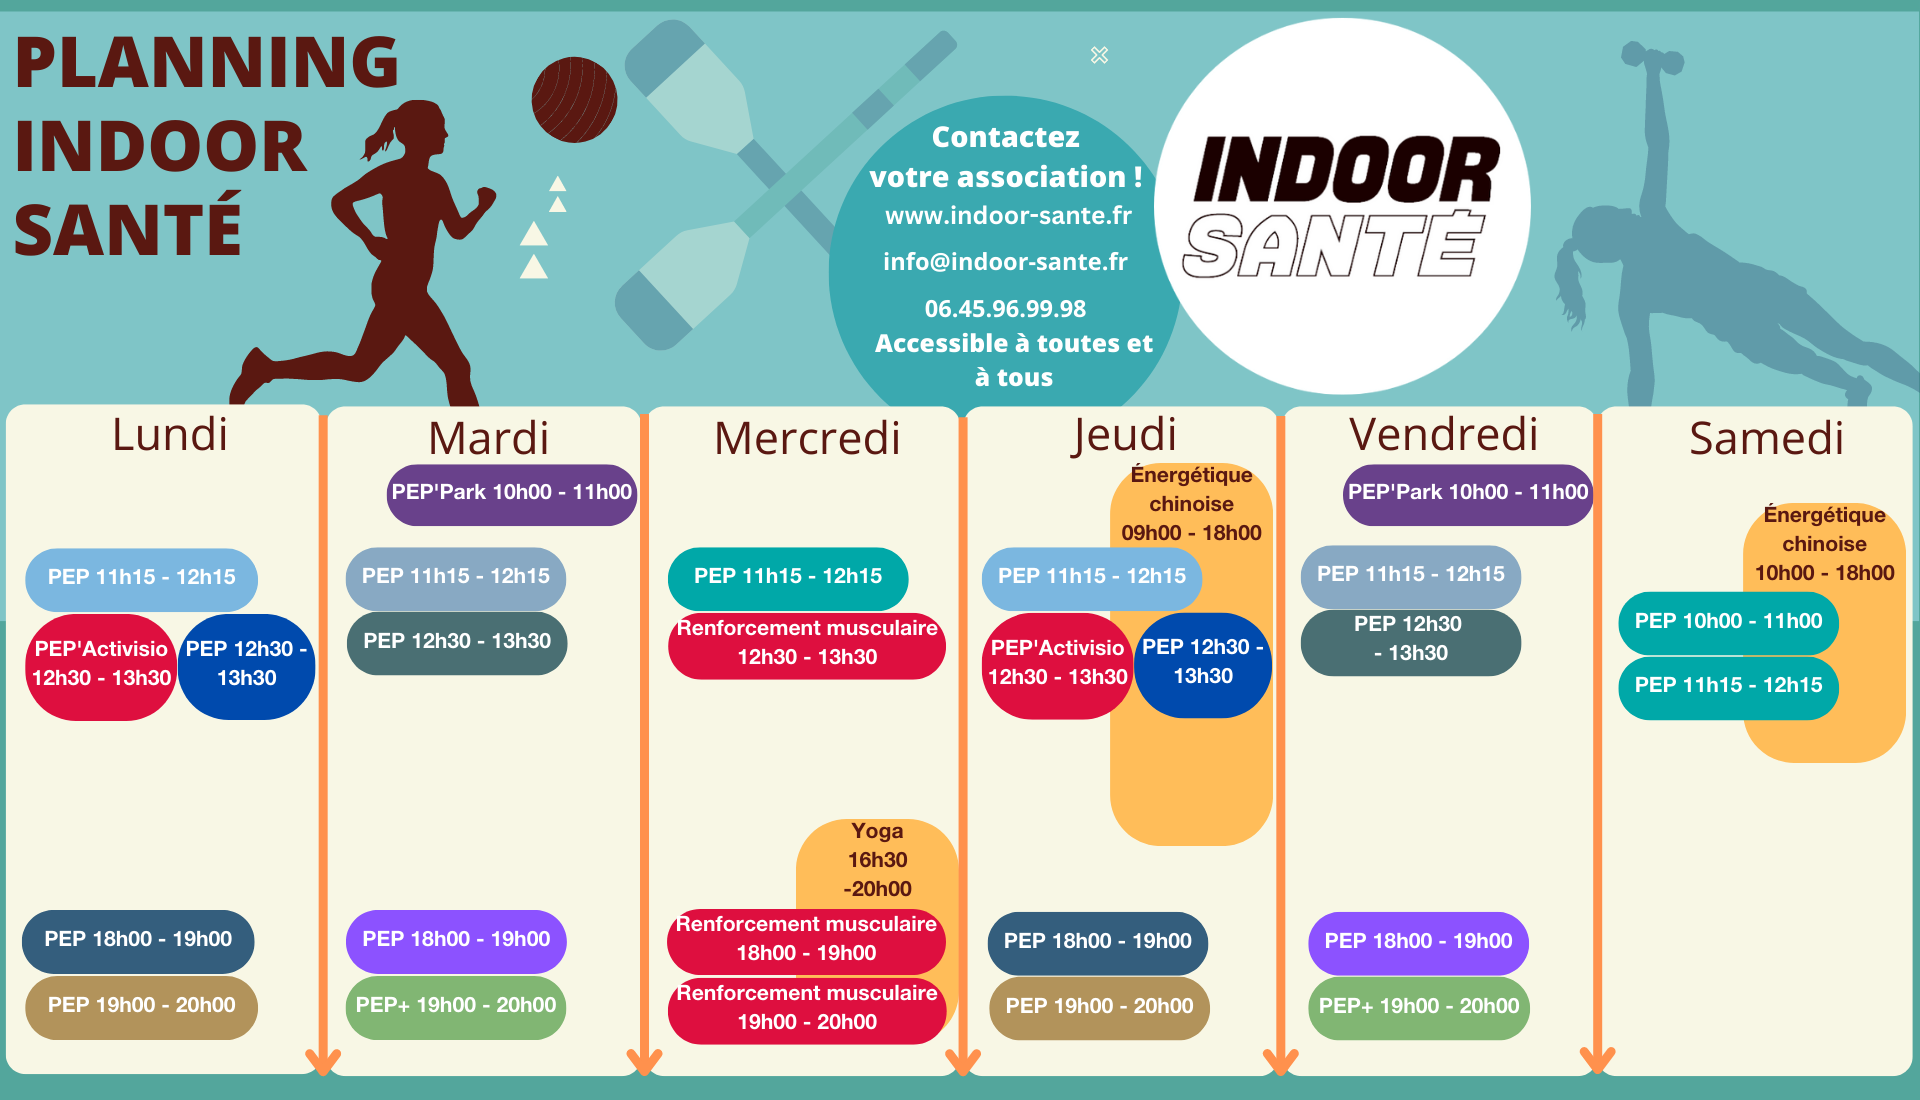 PLANNING
INDOOR
SANTÉ
Contactez
votre association !
www.indoor-sante.fr
info@indoor-sante.fr
06.45.96.99.98
Accessible à toutes et
à tous
INDOOR
SANTÉ
Lundi
PEP 11h15 - 12h15
PEP'Activisio
12h30 - 13h30
PEP 12h30 -
13h30
PEP 18h00 - 19h00
PEP 19h00 - 20h00
Mardi
PEP'Park 10h00 - 11h00
PEP 11h15 - 12h15
PEP 12h30 - 13h30
PEP 18h00 - 19h00
PEP+ 19h00 - 20h00
Mercredi
PEP 11h15 - 12h15
Renforcement musculaire
12h30 - 13h30
Yoga
16h30
-20h00
Renforcement musculaire
18h00 - 19h00
Renforcement musculaire
19h00 - 20h00
Jeudi
Énergétique
chinoise
09h00 - 18h00
PEP 11h15 - 12h15
PEP'Activisio
12h30 - 13h30
PEP 12h30 -
13h30
PEP 18h00 - 19h00
PEP 19h00 - 20h00
Vendredi
PEP'Park 10h00 - 11h00
PEP 11h15 - 12h15
PEP 12h30
- 13h30
PEP 18h00 - 19h00
PEP+ 19h00 - 20h00
Samedi
Énergétique
chinoise
10h00 - 18h00
PEP 10h00 - 11h00
PEP 11h15 - 12h15